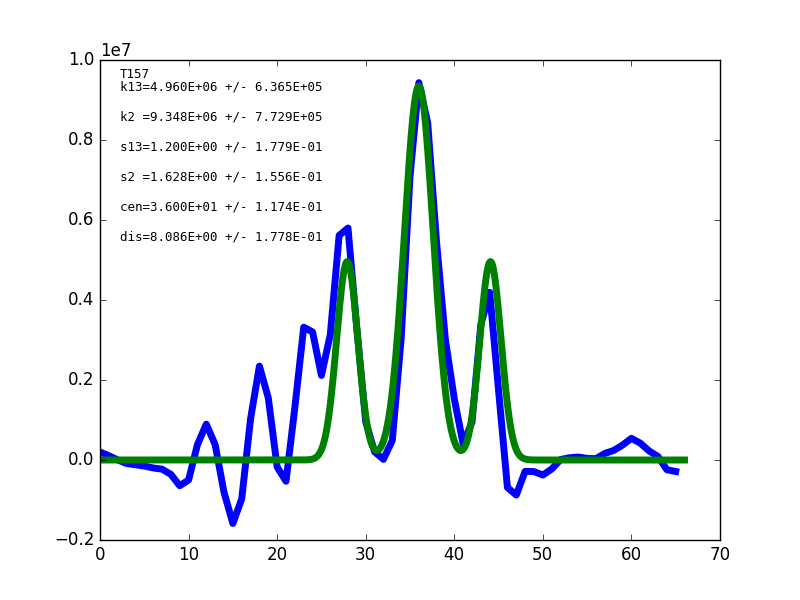 1e7
1.0
T157
k13=4.960E+06 +/- 6.365E+05
k2 =9.348E+06 +/- 7.729E+05
0.8
s13=1.200E+00 +/- 1.779E-01
s2 =1.628E+00 +/- 1.556E-01
0.6
cen=3.600E+01 +/- 1.174E-01
dis=8.086E+00 +/- 1.778E-01
0.4
0.2
0.0
−0.2
0 10 20 30 40 50 60 70